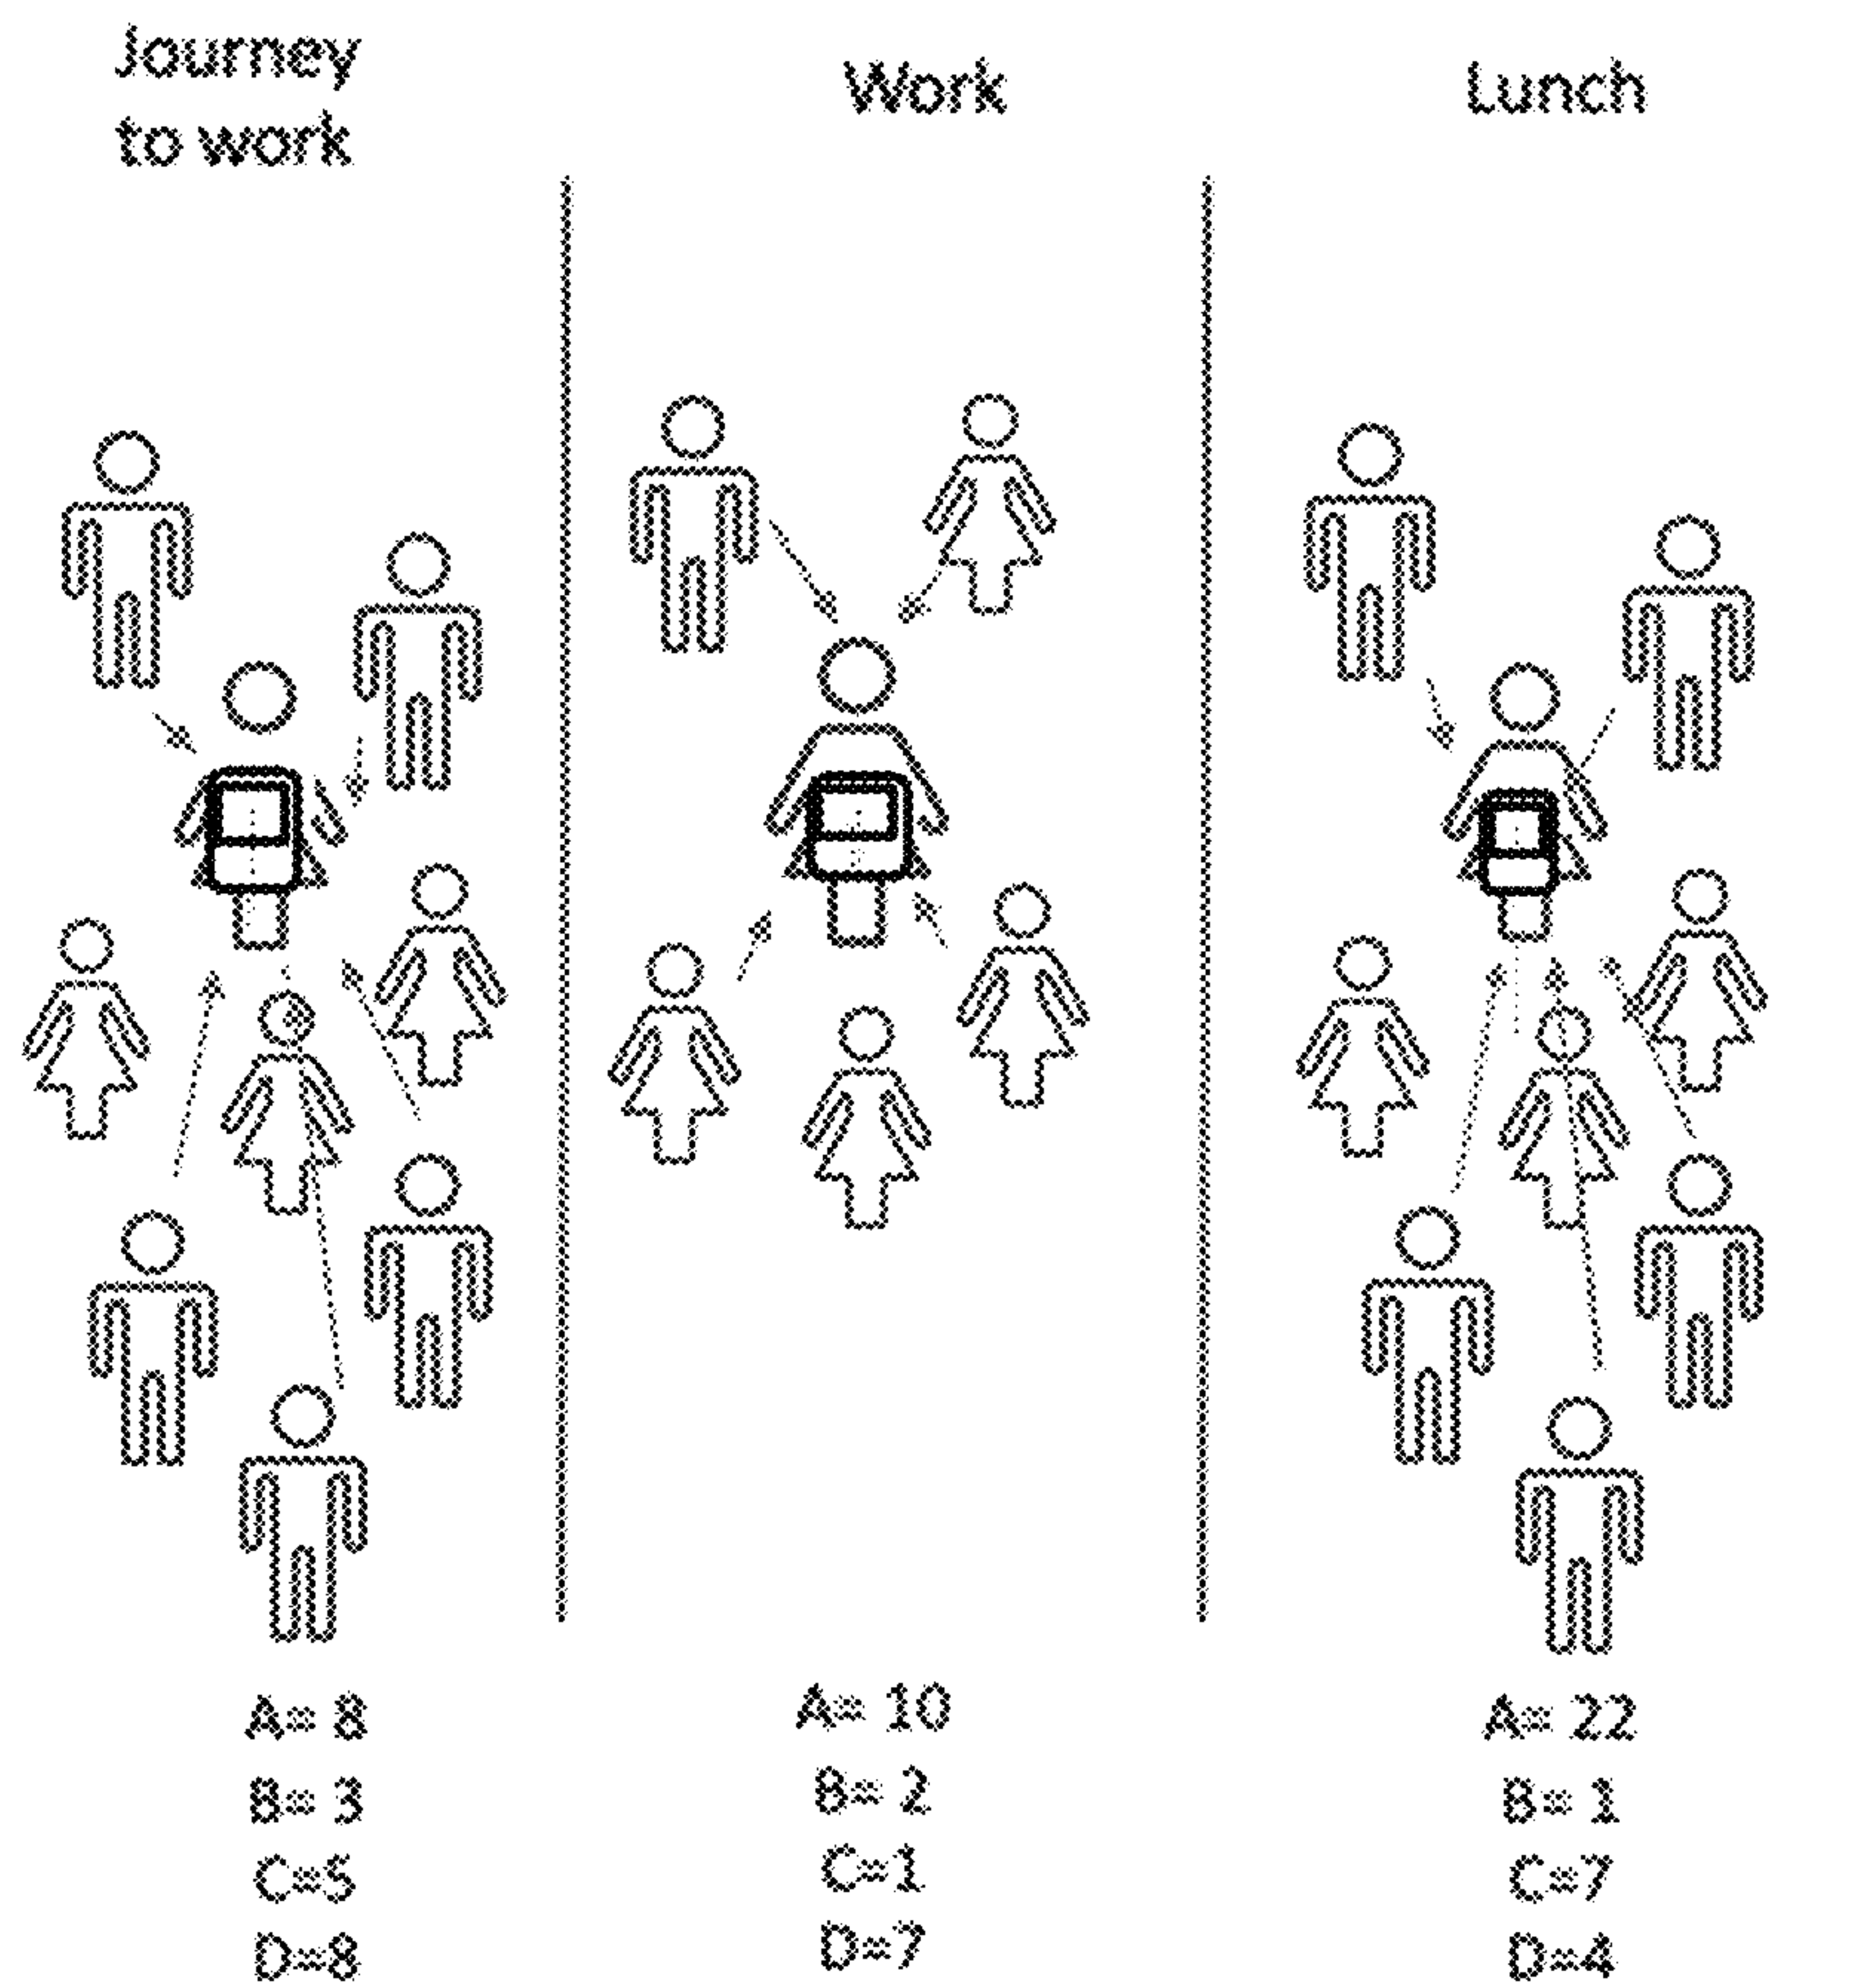 Journey
to work
Work
Lunch
A= 8
B= 3
C=5
D=8
A= 10
B= 2
C=1
D=7
A= 22
B= 1
C=7
D=4